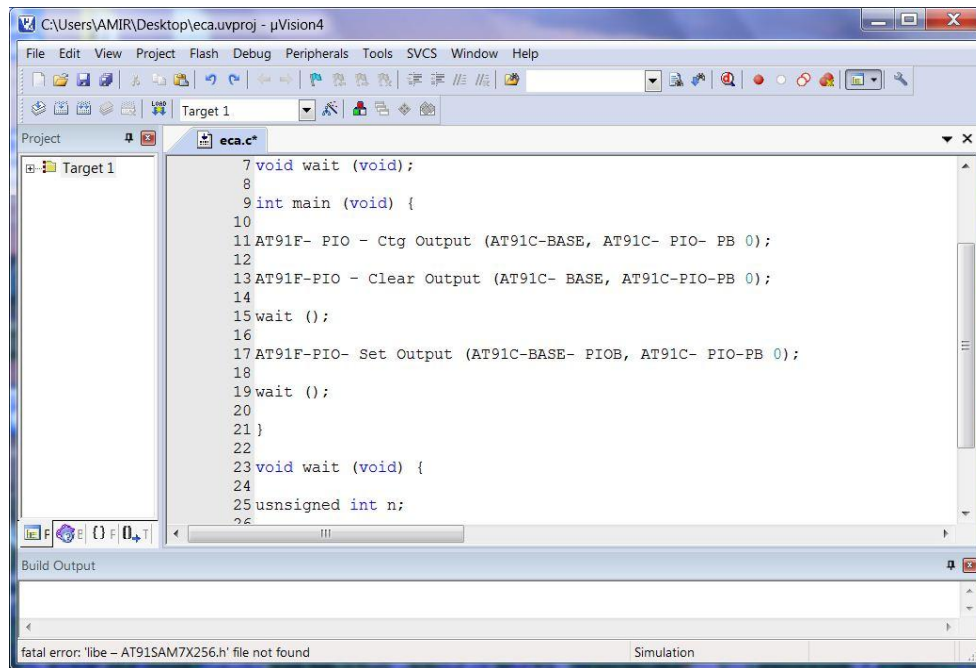 C:\Users\AMIR\Desktop\eca.uvproj - µVision4
File Edit View Project Flash Debug Peripherals Tools SVCS Window Help
LOAD Target 1
Project
eca.c*
Target 1
7 void wait (void);
8
9 int main (void) {
10
11 AT91F- PIO – Ctg Output (AT91C-BASE, AT91C- PIO- PB 0);
12
13 AT91F-PIO – Clear Output (AT91C- BASE, AT91C-PIO-PB 0);
14
15 wait ();
16
17 AT91F-PIO- Set Output (AT91C-BASE- PIOB, AT91C- PIO-PB 0);
18
19 wait ();
20
21 }
22
23 void wait (void) {
24
25 usnsigned int n;
26
F E {} F 0 T
Build Output
fatal error: 'libe – AT91SAM7X256.h' file not found Simulation